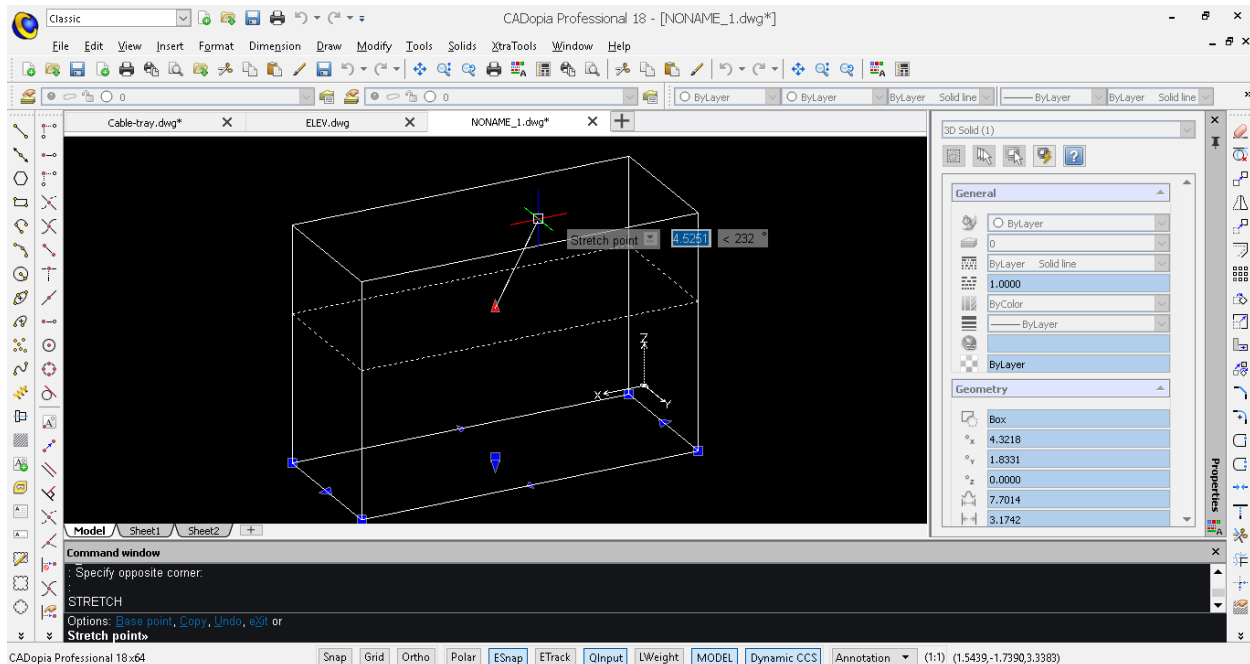 Classic
CADopia Professional 18 - [NONAME_1.dwg*]
File Edit View Insert Format Dimension Draw Modify Tools Solids XtraTools Window Help
0 0 ByLayer ByLayer ByLayer Solid line ByLayer ByLayer Solid line
Cable-tray.dwg* ELEV.dwg NONAME_1.dwg*
3D Solid (1)
General
ByLayer
0
ByLayer Solid line
1.0000
ByColor
ByLayer
ByLayer
Geometry
Box
4.3218
1.8331
0.0000
7.7014
3.1742
Properties
Stretch point 4.5251 < 232 °
Z
X
Y
Model Sheet1 Sheet2
Command window
: Specify opposite corner:
:
STRETCH
Options: Base point, Copy, Undo, eXit or
Stretch point»
CADopia Professional 18 x64 Snap Grid Ortho Polar ESnap ETrack QInput LWeight MODEL Dynamic CCS Annotation (1:1) (1.5439,-1.7390,3.3383)